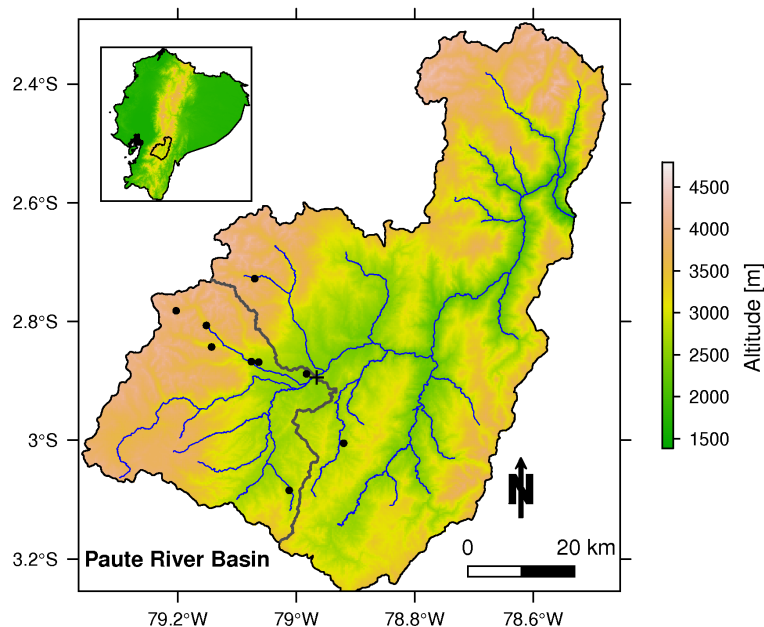 2.4°S
2.6°S
2.8°S
3°S
3.2°S
Paute River Basin
N
0 20 km
79.2°W 79°W 78.8°W 78.6°W
4500
4000
3500
3000
2500
2000
1500
Altitude [m]